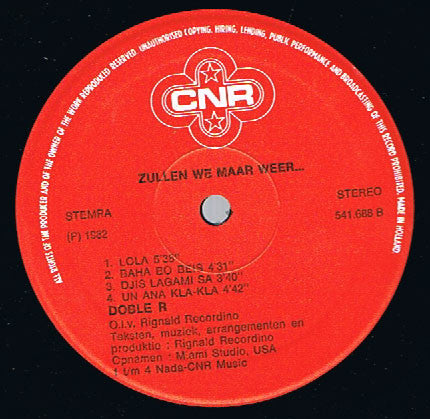 ALL RIGHTS OF THE PRODUCER AND OF THE OWNER OF THE WORK REPRODUCED RESERVED. UNAUTHORISED COPYING, HIRING, LENDING, PUBLIC PERFORMANCE AND BROADCASTING OF THIS RECORD PROHIBITED. MADE IN HOLLAND
CNR
ZULLEN WE MAAR WEER...
STEMRA
STEREO
(P) 1982
541.688 B
1. LOLA 5'35"
2. BAHA BO BEIS 4'31"
3. DJIS LAGAMI SA 3'40"
4. UN ANA KLA-KLA 4'42"
DOBLE R
O.l.v. Rignald Recordino
Teksten, muziek, arrangementen en
produktie : Rignald Recordino
Opnamen : Miami Studio, USA
1 t/m 4 Nada-CNR Music